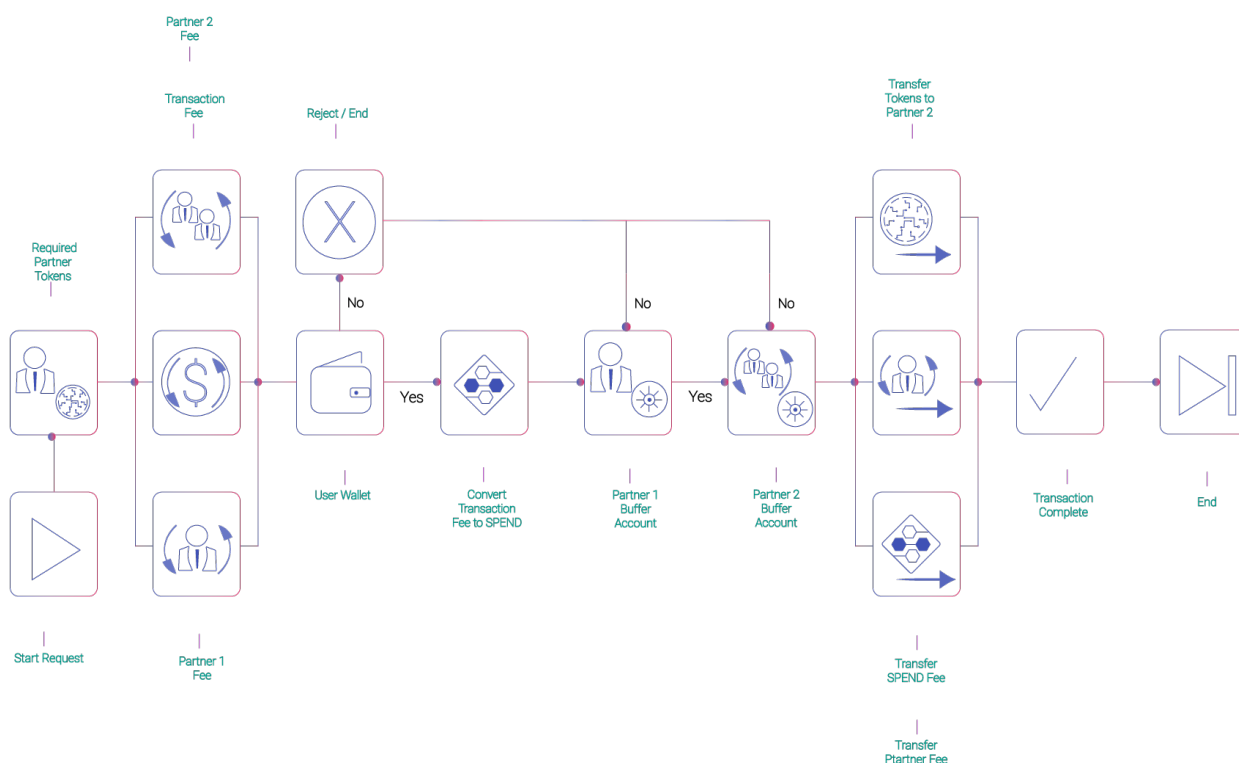 Partner 2
Fee
Transaction
Fee
Reject / End
Transfer
Tokens to
Partner 2
Required
Partner
Tokens
No
No
No
Yes
Yes
User Wallet
Convert
Transaction
Fee to SPEND
Partner 1
Buffer
Account
Partner 2
Buffer
Account
Transaction
Complete
End
Start Request
Partner 1
Fee
Transfer
SPEND Fee
Transfer
Ptartner Fee